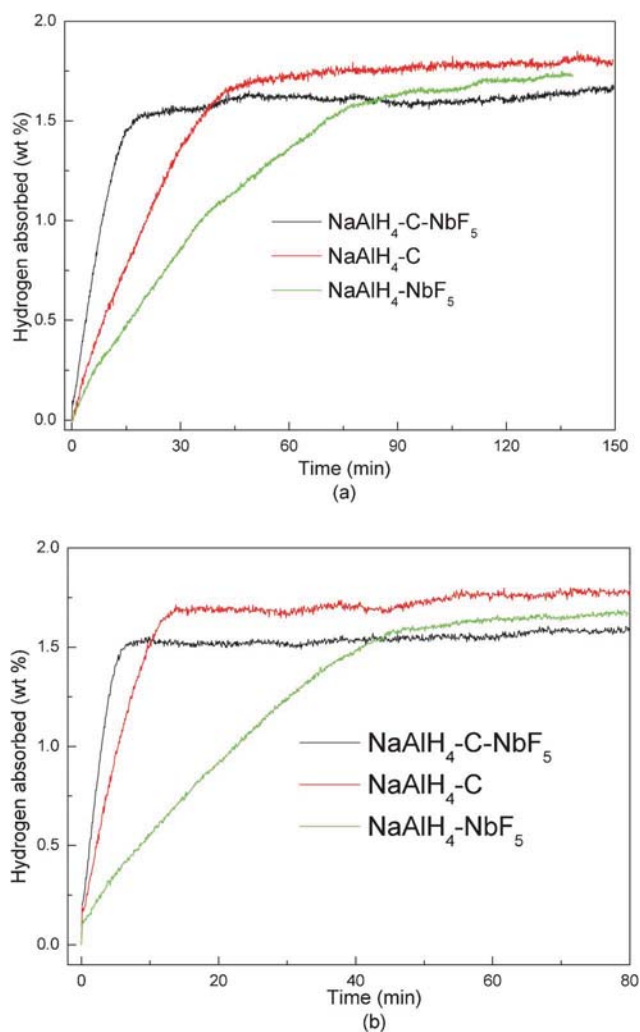 2.0
1.5
1.0
0.5
0.0
Hydrogen absorbed (wt %)
NaAlH₄-C-NbF₅
NaAlH₄-C
NaAlH₄-NbF₅
0 30 60 90 120 150
Time (min)
(a)
2.0
1.5
1.0
0.5
0.0
Hydrogen absorbed (wt %)
NaAlH₄-C-NbF₅
NaAlH₄-C
NaAlH₄-NbF₅
0 20 40 60 80
Time (min)
(b)